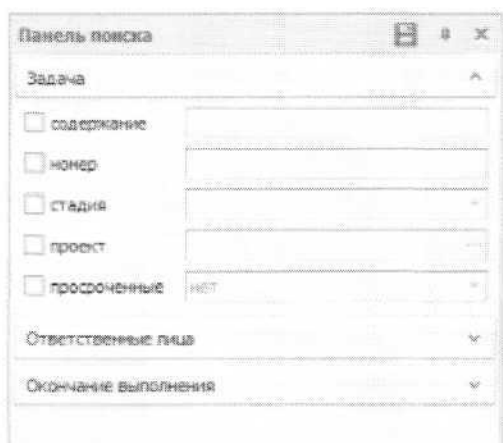 Панель поиска
Задача
содержание
номер
стадия
проект
просроченные нет
Ответственные лица
Окончание выполнения